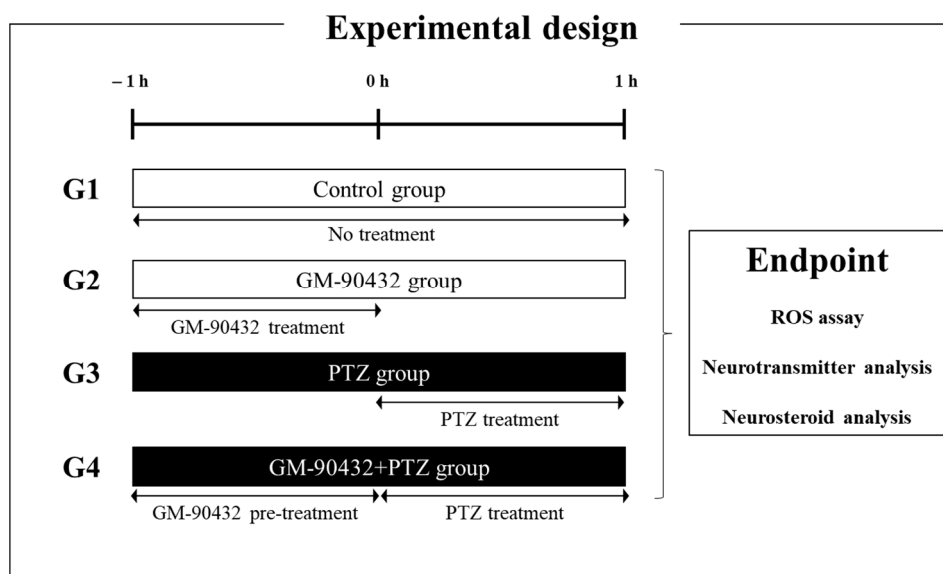 Experimental design
– 1 h 0 h 1 h
G1 Control group
No treatment
G2 GM-90432 group
GM-90432 treatment
G3 PTZ group
PTZ treatment
G4 GM-90432+PTZ group
GM-90432 pre-treatment PTZ treatment
Endpoint
ROS assay
Neurotransmitter analysis
Neurosteroid analysis